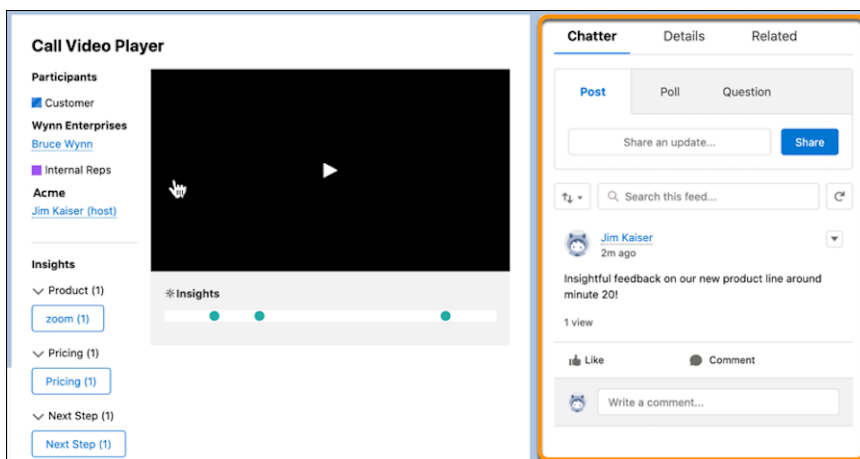 Call Video Player
Participants
Customer
Wynn Enterprises
Bruce Wynn
Internal Reps
Acme
Jim Kaiser (host)
Insights
Product (1)
zoom (1)
Pricing (1)
Pricing (1)
Next Step (1)
Next Step (1)
Insights
Chatter Details Related
Post Poll Question
Share an update... Share
Search this feed...
Jim Kaiser
2m ago
Insightful feedback on our new product line around
minute 20!
1 view
Like Comment
Write a comment...